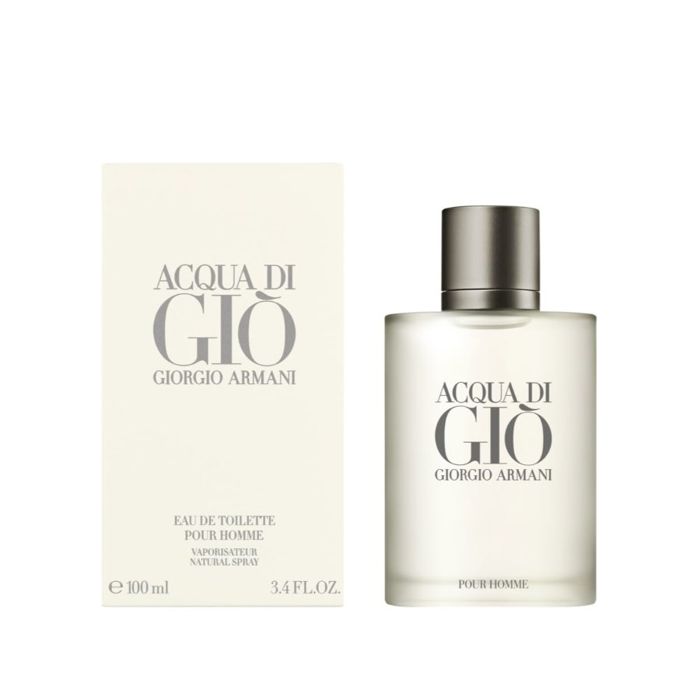 ACQUA DI
GIÒ
GIORGIO ARMANI
EAU DE TOILETTE
POUR HOMME
VAPORISATEUR
NATURAL SPRAY
℮ 100 ml 3.4 FL.OZ.
ACQUA DI
GIÒ
GIORGIO ARMANI
POUR HOMME